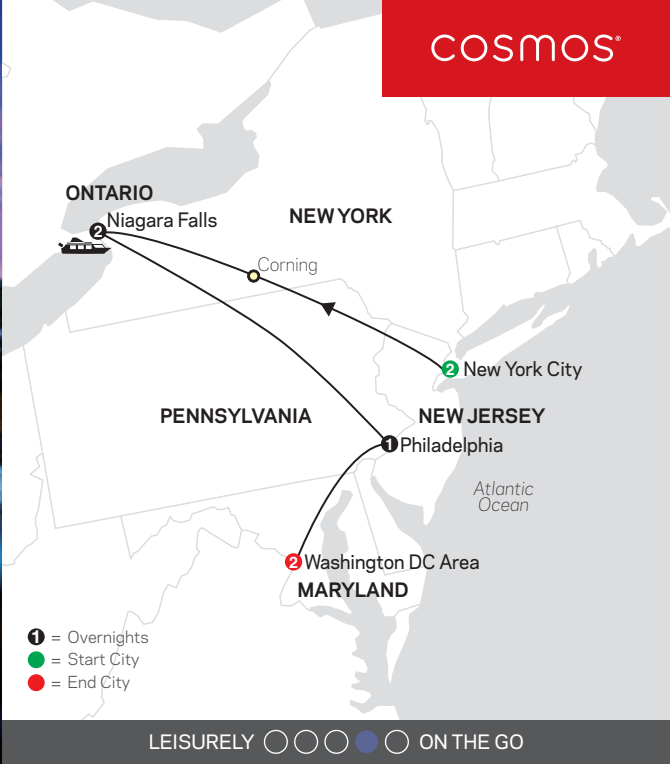 COSMOS®
ONTARIO
2 Niagara Falls
NEW YORK
Corning
2 New York City
PENNSYLVANIA
NEW JERSEY
1 Philadelphia
Atlantic
Ocean
2 Washington DC Area
MARYLAND
1 = Overnights
= Start City
= End City
LEISURELY ON THE GO